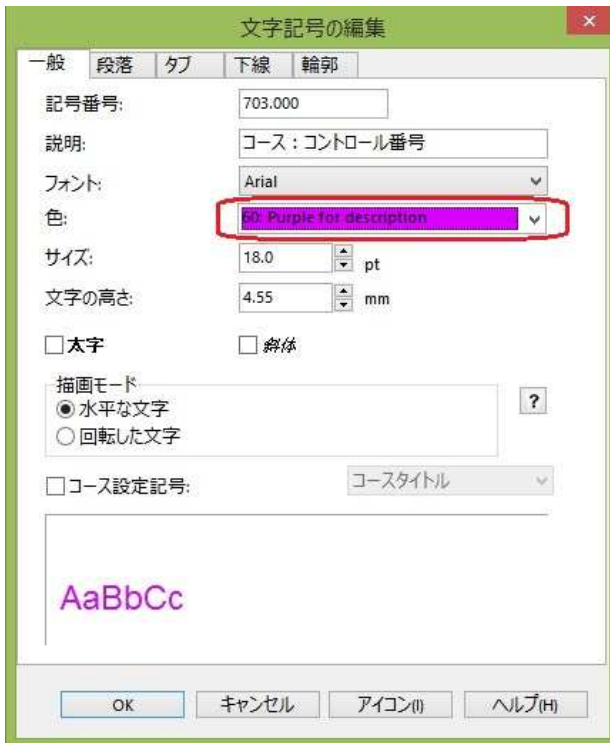 文字記号の編集
一般 段落 タブ 下線 輪郭
記号番号: 703.000
説明: コース：コントロール番号
フォント: Arial
色: 60: Purple for description
サイズ: 18.0 pt
文字の高さ: 4.55 mm
太字 斜体
描画モード
水平な文字 ?
回転した文字
コース設定記号: コースタイトル
AaBbCc
OK キャンセル アイコン(I) ヘルプ(H)